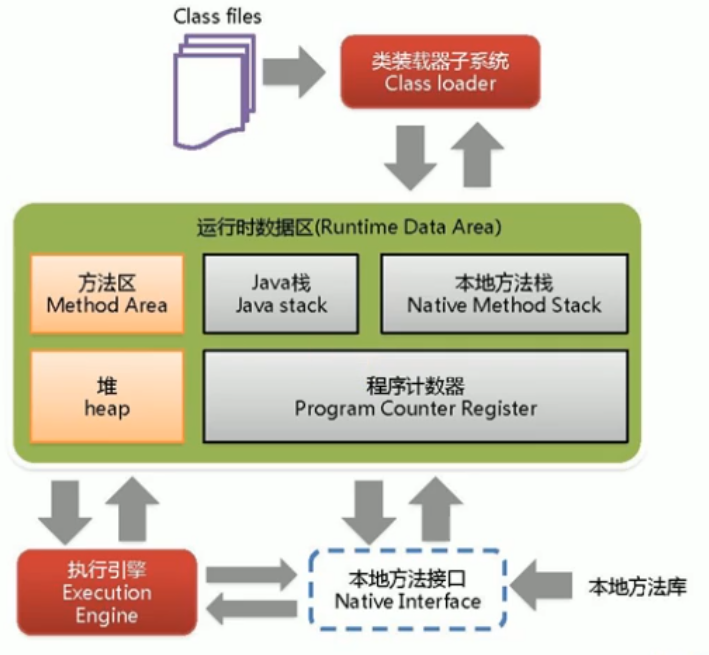 Class files
类装载器子系统
Class loader
运行时数据区(Runtime Data Area)
方法区
Method Area
Java栈
Java stack
本地方法栈
Native Method Stack
堆
heap
程序计数器
Program Counter Register
执行引擎
Execution
Engine
本地方法接口
Native Interface
本地方法库